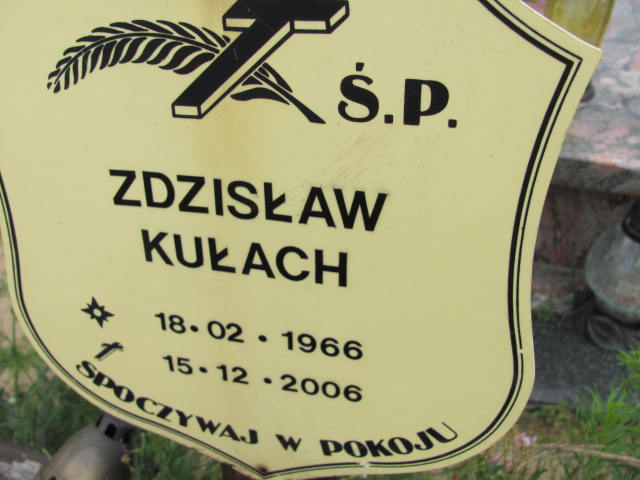 Ś.P.
ZDZISŁAW
KUŁACH
18•02•1966
15•12•2006
SPOCZYWAJ W POKOJU